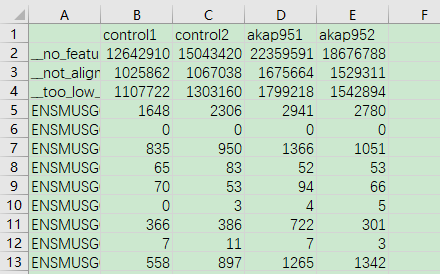 A B C D E F
1 control1 control2 akap951 akap952
2 __no_featu 12642910 15043420 22359591 18676788
3 __not_align 1025862 1067038 1675664 1529311
4 __too_low_ 1107722 1303160 1799218 1542894
5 ENSMUSG 1648 2306 2941 2780
6 ENSMUSG 0 0 0 0
7 ENSMUSG 835 950 1366 1051
8 ENSMUSG 65 83 52 53
9 ENSMUSG 70 53 94 66
10 ENSMUSG 0 3 4 5
11 ENSMUSG 366 386 722 301
12 ENSMUSG 7 11 7 3
13 ENSMUSG 558 897 1265 1342